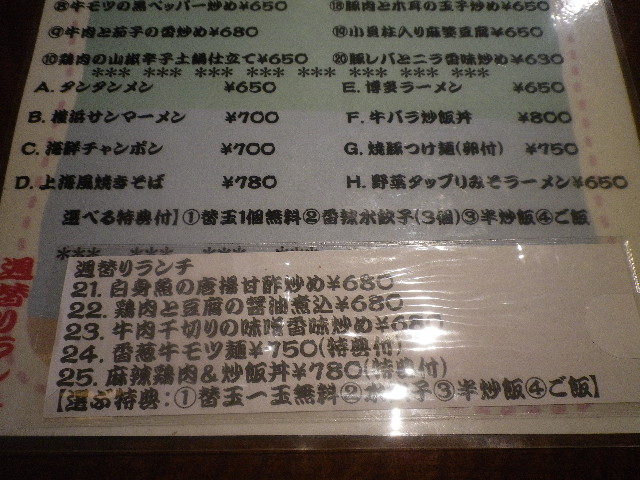 ⑧牛モツの黒ペッパー炒め¥650
⑱豚肉と木耳の玉子炒め¥650
⑨牛肉と茄子の香炒め¥680
⑲小貝柱入り麻婆豆腐¥650
⑩鶏肉の山椒辛子土鍋仕立て¥650
⑳豚レバとニラ香味炒め¥630
*** *** *** *** *** *** ***
A. タンタンメン ¥650
E. 博多ラーメン ¥650
B. 横浜サンマーメン ¥700
F. 牛バラ炒飯丼 ¥800
C. 海鮮チャンポン ¥700
G. 焼豚つけ麺(卵付) ¥750
D. 上海風焼きそば ¥780
H. 野菜タップリみそラーメン¥650
選べる特典付】①替玉1個無料②香辣水餃子(3個)③半炒飯④ご飯
*** *** *** ***
週替りラン
週替りランチ
21. 白身魚の唐揚甘酢炒め¥680
22. 鶏肉と豆腐の醤油煮込¥680
23. 牛肉千切りの味噌香味炒め¥680
24. 香葱牛モツ麺¥750(特典付)
25. 麻辣鶏肉&炒飯丼¥780(特典付)
【選ぶ特典:①替玉一玉無料②水餃子③半炒飯④ご飯】